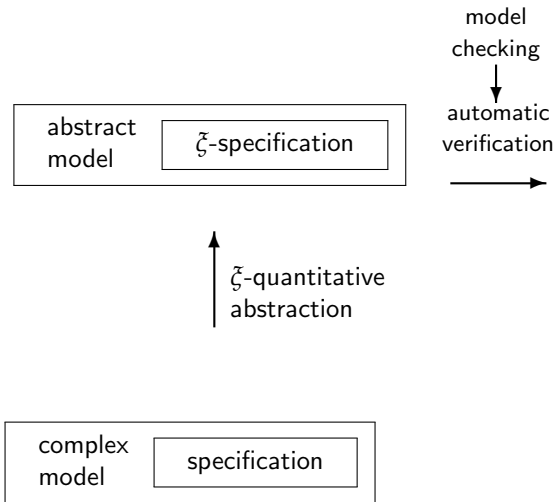 model
checking
automatic
verification
abstract
model
ξ-specification
ξ-quantitative
abstraction
complex
model
specification